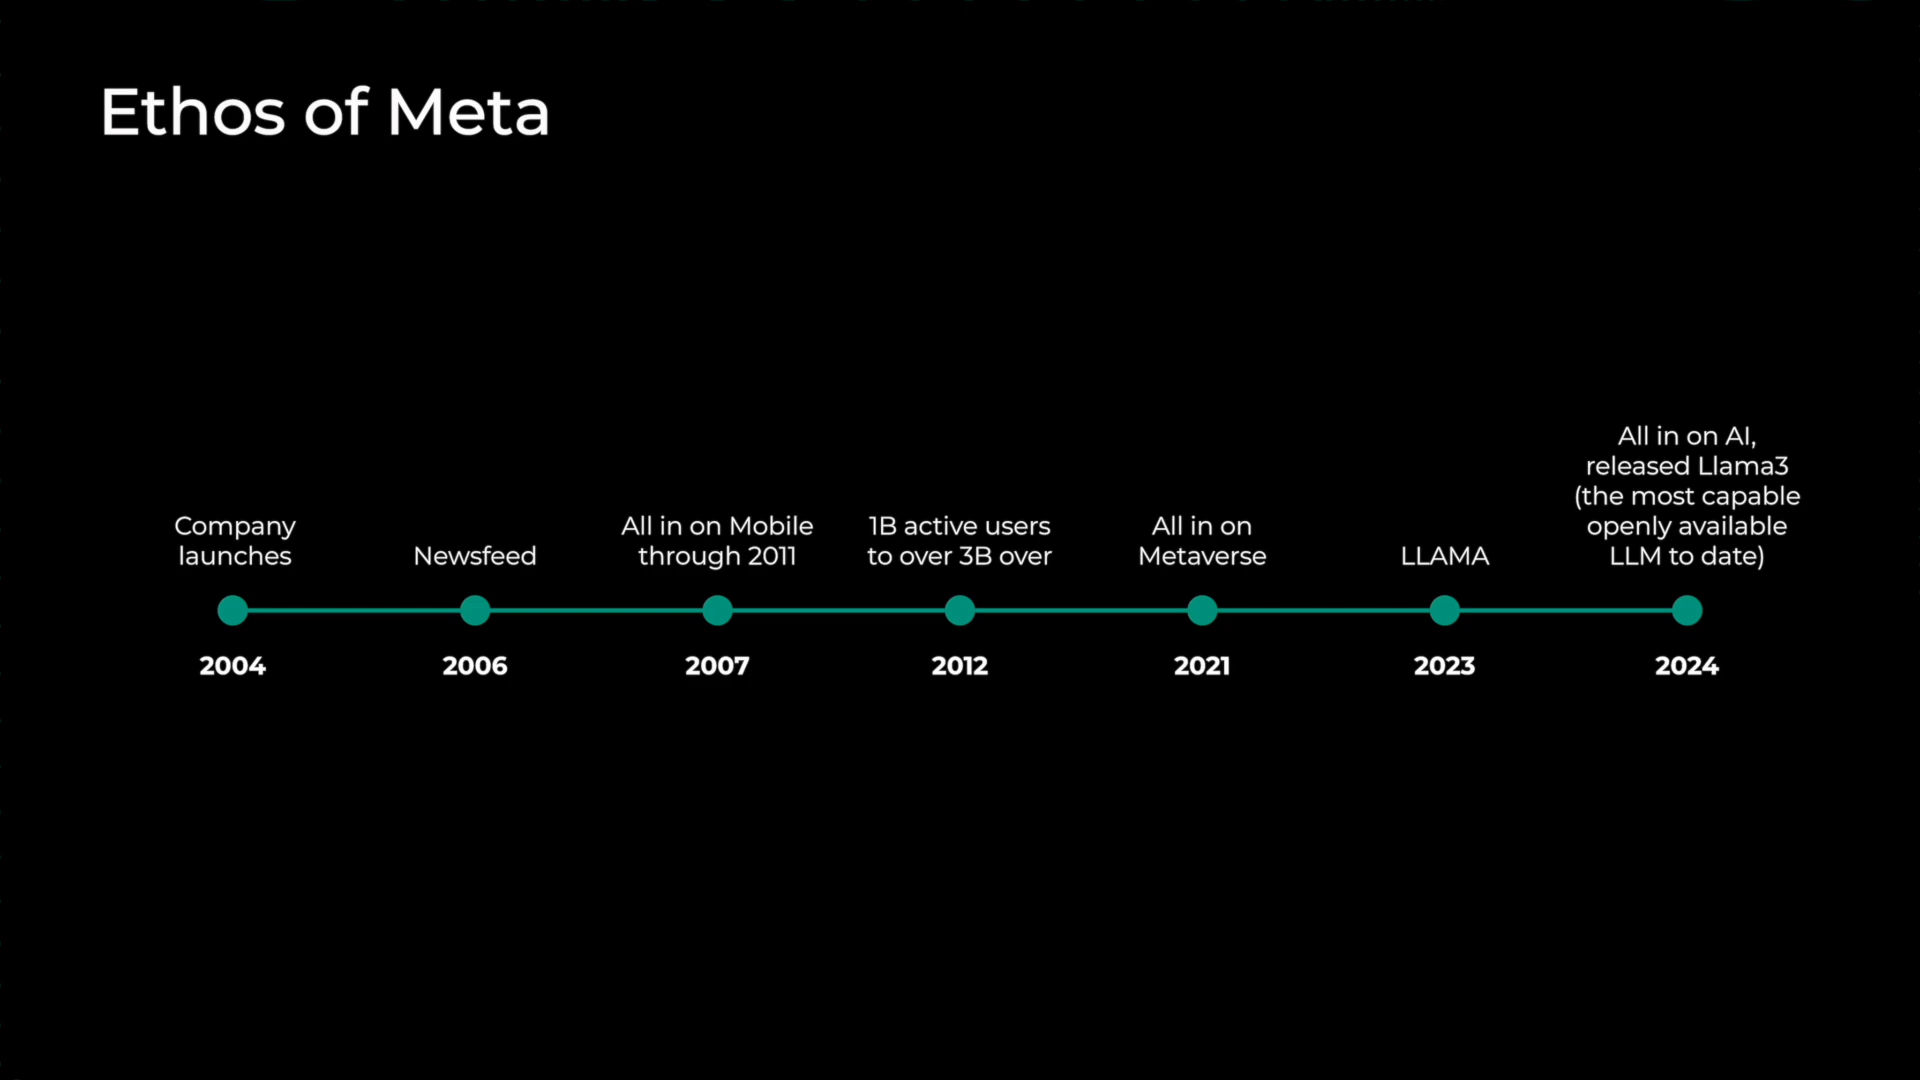 Ethos of Meta
Company
launches
2004
Newsfeed
2006
All in on Mobile
through 2011
2007
1B active users
to over 3B over
2012
All in on
Metaverse
2021
LLAMA
2023
All in on AI,
released Llama3
(the most capable
openly available
LLM to date)
2024